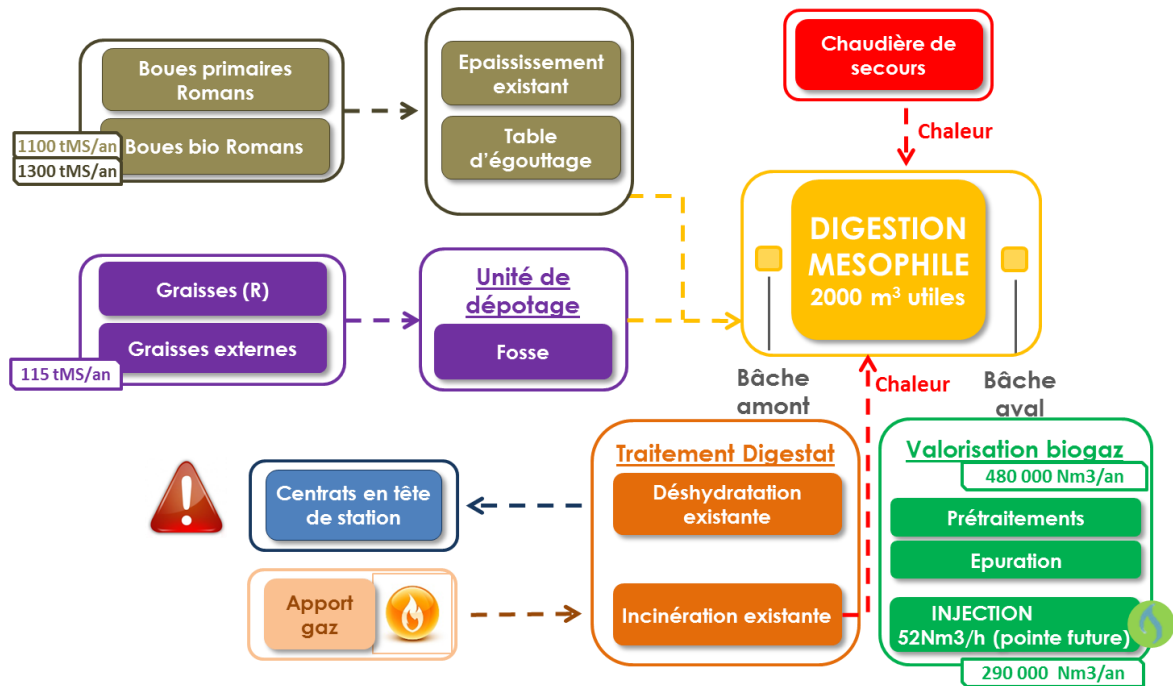 Boues primaires
Romans
Boues bio Romans
1100 tMS/an
1300 tMS/an
Epaississement
existant
Table
d'égouttage
Chaudière de
secours
Chaleur
DIGESTION
MESOPHILE
2000 m³ utiles
Graisses (R)
Graisses externes
115 tMS/an
Unité de
dépotage
Fosse
Bâche
amont
Chaleur
Bâche
aval
Centrats en tête
de station
Apport
gaz
Traitement Digestat
Déshydratation
existante
Incinération existante
Valorisation biogaz
480 000 Nm3/an
Prétraitements
Epuration
INJECTION
52Nm3/h (pointe future)
290 000 Nm3/an